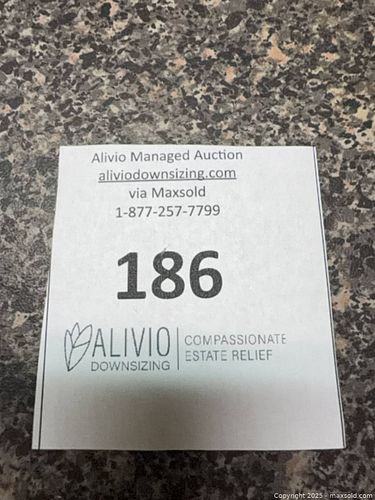 Alivio Managed Auction
aliviodownsizing.com
via Maxsold
1-877-257-7799
186
ALIVIO
DOWNSIZING
COMPASSIONATE
ESTATE RELIEF
Copyright © 2025 - maxsold.com